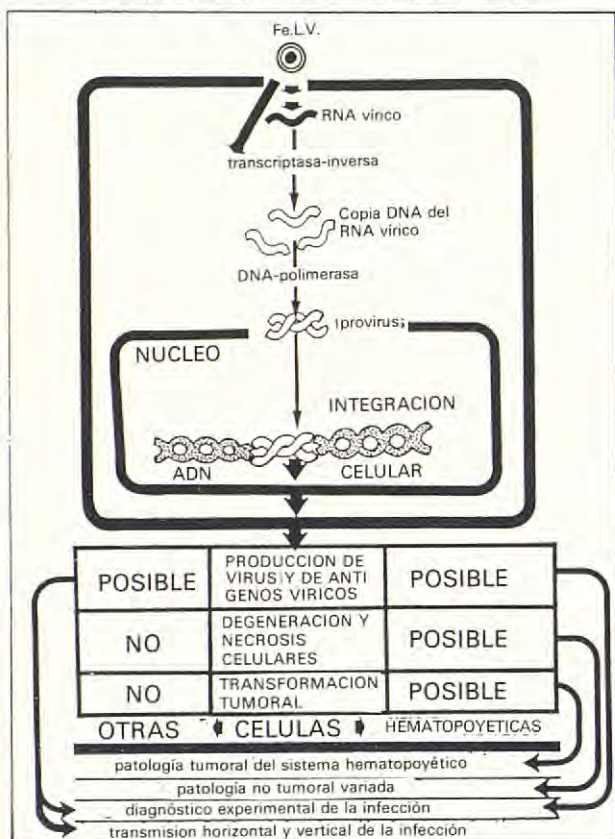 Fe.L.V.
RNA vírico
transcriptasa-inversa
Copia DNA del
RNA vírico
DNA-polimerasa
(provirus;
NUCLEO
INTEGRACION
ADN
CELULAR
POSIBLE
PRODUCCION DE
VIRUS Y DE ANTI
GENOS VIRICOS
POSIBLE
NO
DEGENERACION Y
NECROSIS
CELULARES
POSIBLE
NO
TRANSFORMACION
TUMORAL
POSIBLE
OTRAS CELULAS HEMATOPOYETICAS
patología tumoral del sistema hematopoyético
patología no tumoral variada
diagnóstico experimental de la infección
transmision horizontal y vertical de la infección